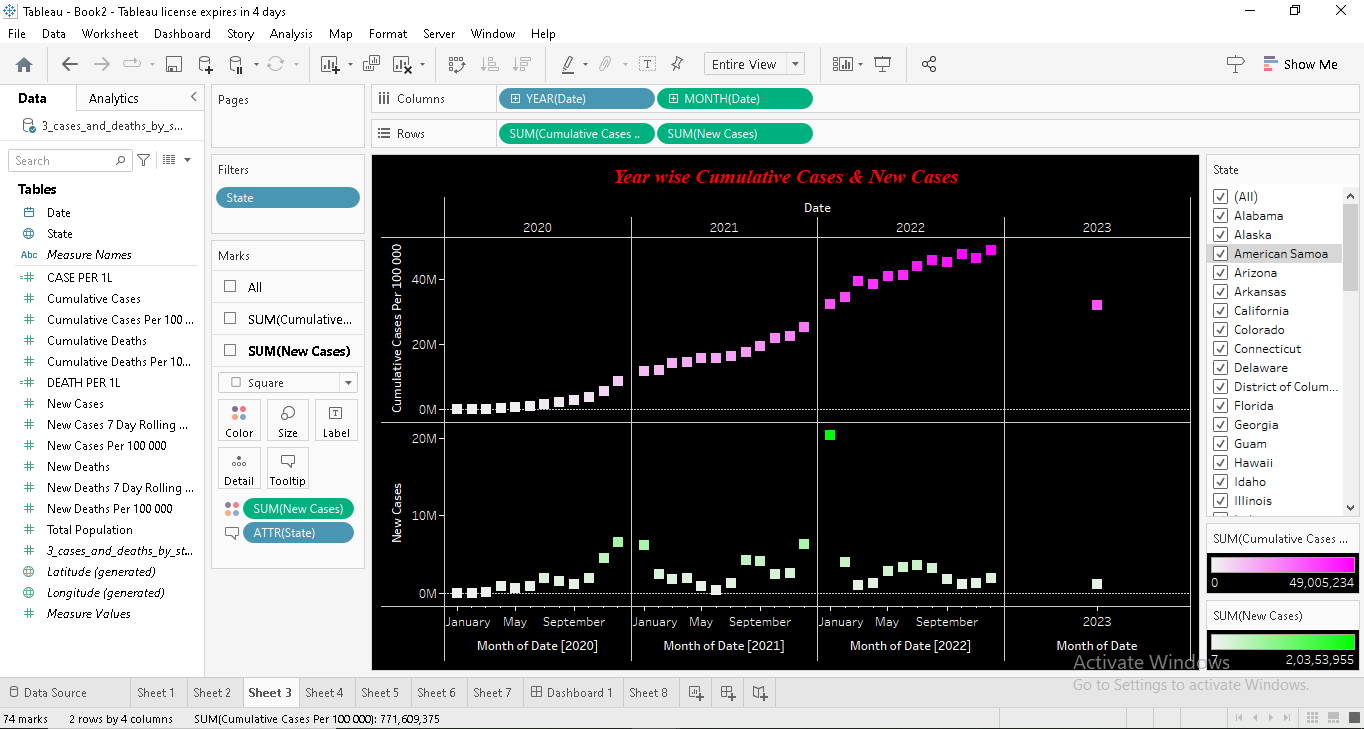 Tableau - Book2 - Tableau license expires in 4 days
File Data Worksheet Dashboard Story Analysis Map Format Server Window Help
Entire View Show Me
Data Analytics
3_cases_and_deaths_by_s...
Search
Tables
Date
State
Abc Measure Names
CASE PER 1L
Cumulative Cases
Cumulative Cases Per 100 ...
Cumulative Deaths
Cumulative Deaths Per 10...
DEATH PER 1L
New Cases
New Cases 7 Day Rolling ...
New Cases Per 100 000
New Deaths
New Deaths 7 Day Rolling ...
New Deaths Per 100 000
Total Population
3_cases_and_deaths_by_st...
Latitude (generated)
Longitude (generated)
Measure Values
Pages
Filters
State
Marks
All
SUM(Cumulative...
SUM(New Cases)
Square
Color Size Label
Detail Tooltip
SUM(New Cases)
ATTR(State)
Columns YEAR(Date) MONTH(Date)
Rows SUM(Cumulative Cases .. SUM(New Cases)
Year wise Cumulative Cases & New Cases
Date
2020 2021 2022 2023
Cumulative Cases Per 100 000
40M
20M
0M
New Cases
20M
10M
0M
January May September January May September January May September 2023
Month of Date [2020] Month of Date [2021] Month of Date [2022] Month of Date
State
(All)
Alabama
Alaska
American Samoa
Arizona
Arkansas
California
Colorado
Connecticut
Delaware
District of Colum...
Florida
Georgia
Guam
Hawaii
Idaho
Illinois
SUM(Cumulative Cases ...
0 49,005,234
SUM(New Cases)
7 2,03,53,955
Activate Windows
Go to Settings to activate Windows.
Data Source Sheet 1 Sheet 2 Sheet 3 Sheet 4 Sheet 5 Sheet 6 Sheet 7 Dashboard 1 Sheet 8
74 marks 2 rows by 4 columns SUM(Cumulative Cases Per 100 000): 771,609,375